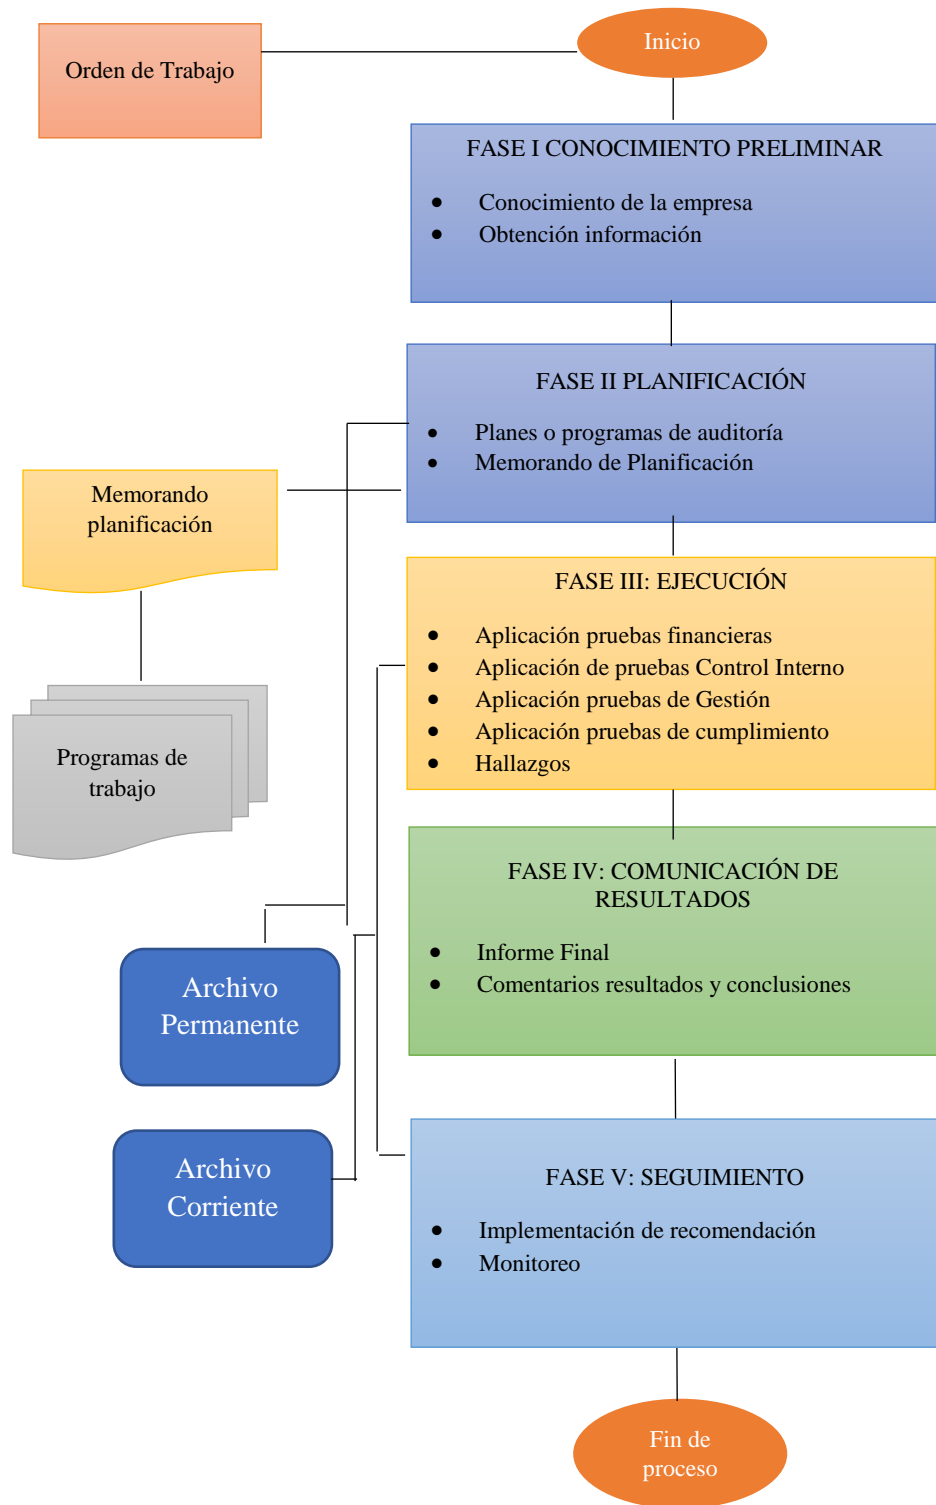 Inicio
Orden de Trabajo
FASE I CONOCIMIENTO PRELIMINAR
• Conocimiento de la empresa
• Obtención información
FASE II PLANIFICACIÓN
• Planes o programas de auditoría
• Memorando de Planificación
Memorando
planificación
FASE III: EJECUCIÓN
• Aplicación pruebas financieras
• Aplicación de pruebas Control Interno
• Aplicación pruebas de Gestión
• Aplicación pruebas de cumplimiento
• Hallazgos
Programas de
trabajo
FASE IV: COMUNICACIÓN DE
RESULTADOS
• Informe Final
• Comentarios resultados y conclusiones
Archivo
Permanente
Archivo
Corriente
FASE V: SEGUIMIENTO
• Implementación de recomendación
• Monitoreo
Fin de
proceso